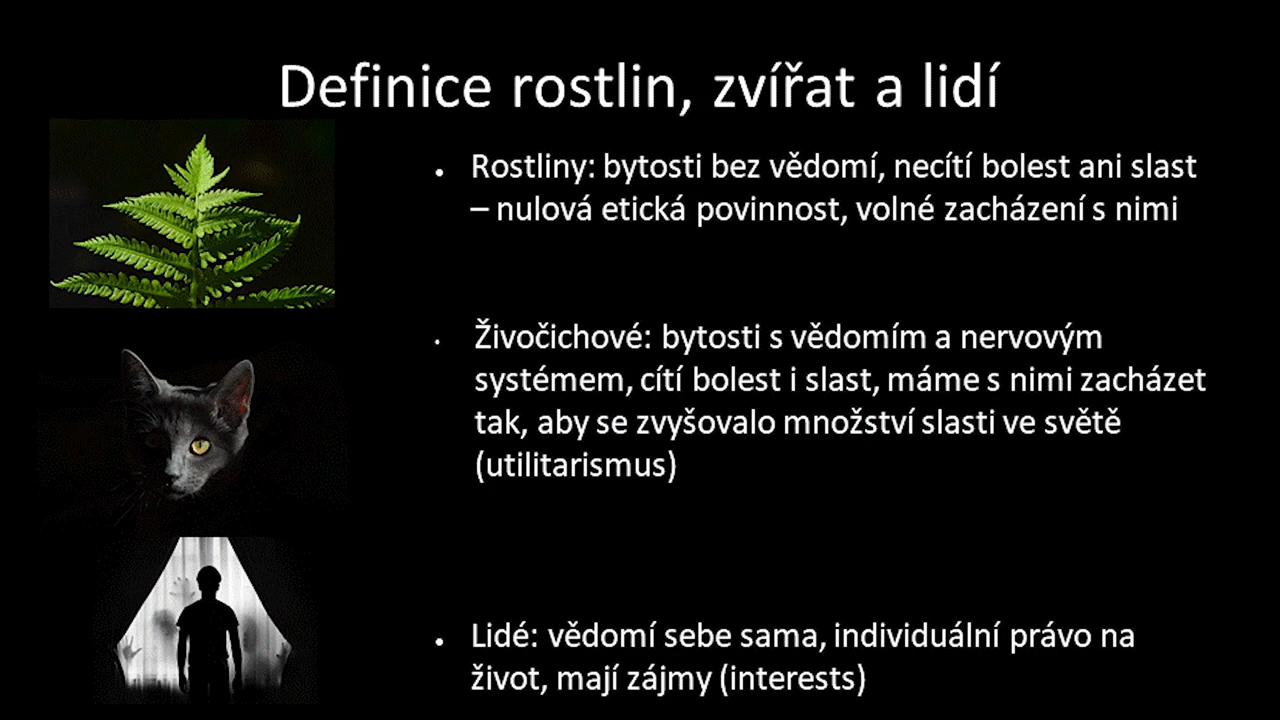 Definice rostlin, zvířat a lidí
• Rostliny: bytosti bez vědomí, necítí bolest ani slast
– nulová etická povinnost, volné zacházení s nimi
• Živočichové: bytosti s vědomím a nervovým
systémem, cítí bolest i slast, máme s nimi zacházet
tak, aby se zvyšovalo množství slasti ve světě
(utilitarismus)
• Lidé: vědomí sebe sama, individuální právo na
život, mají zájmy (interests)